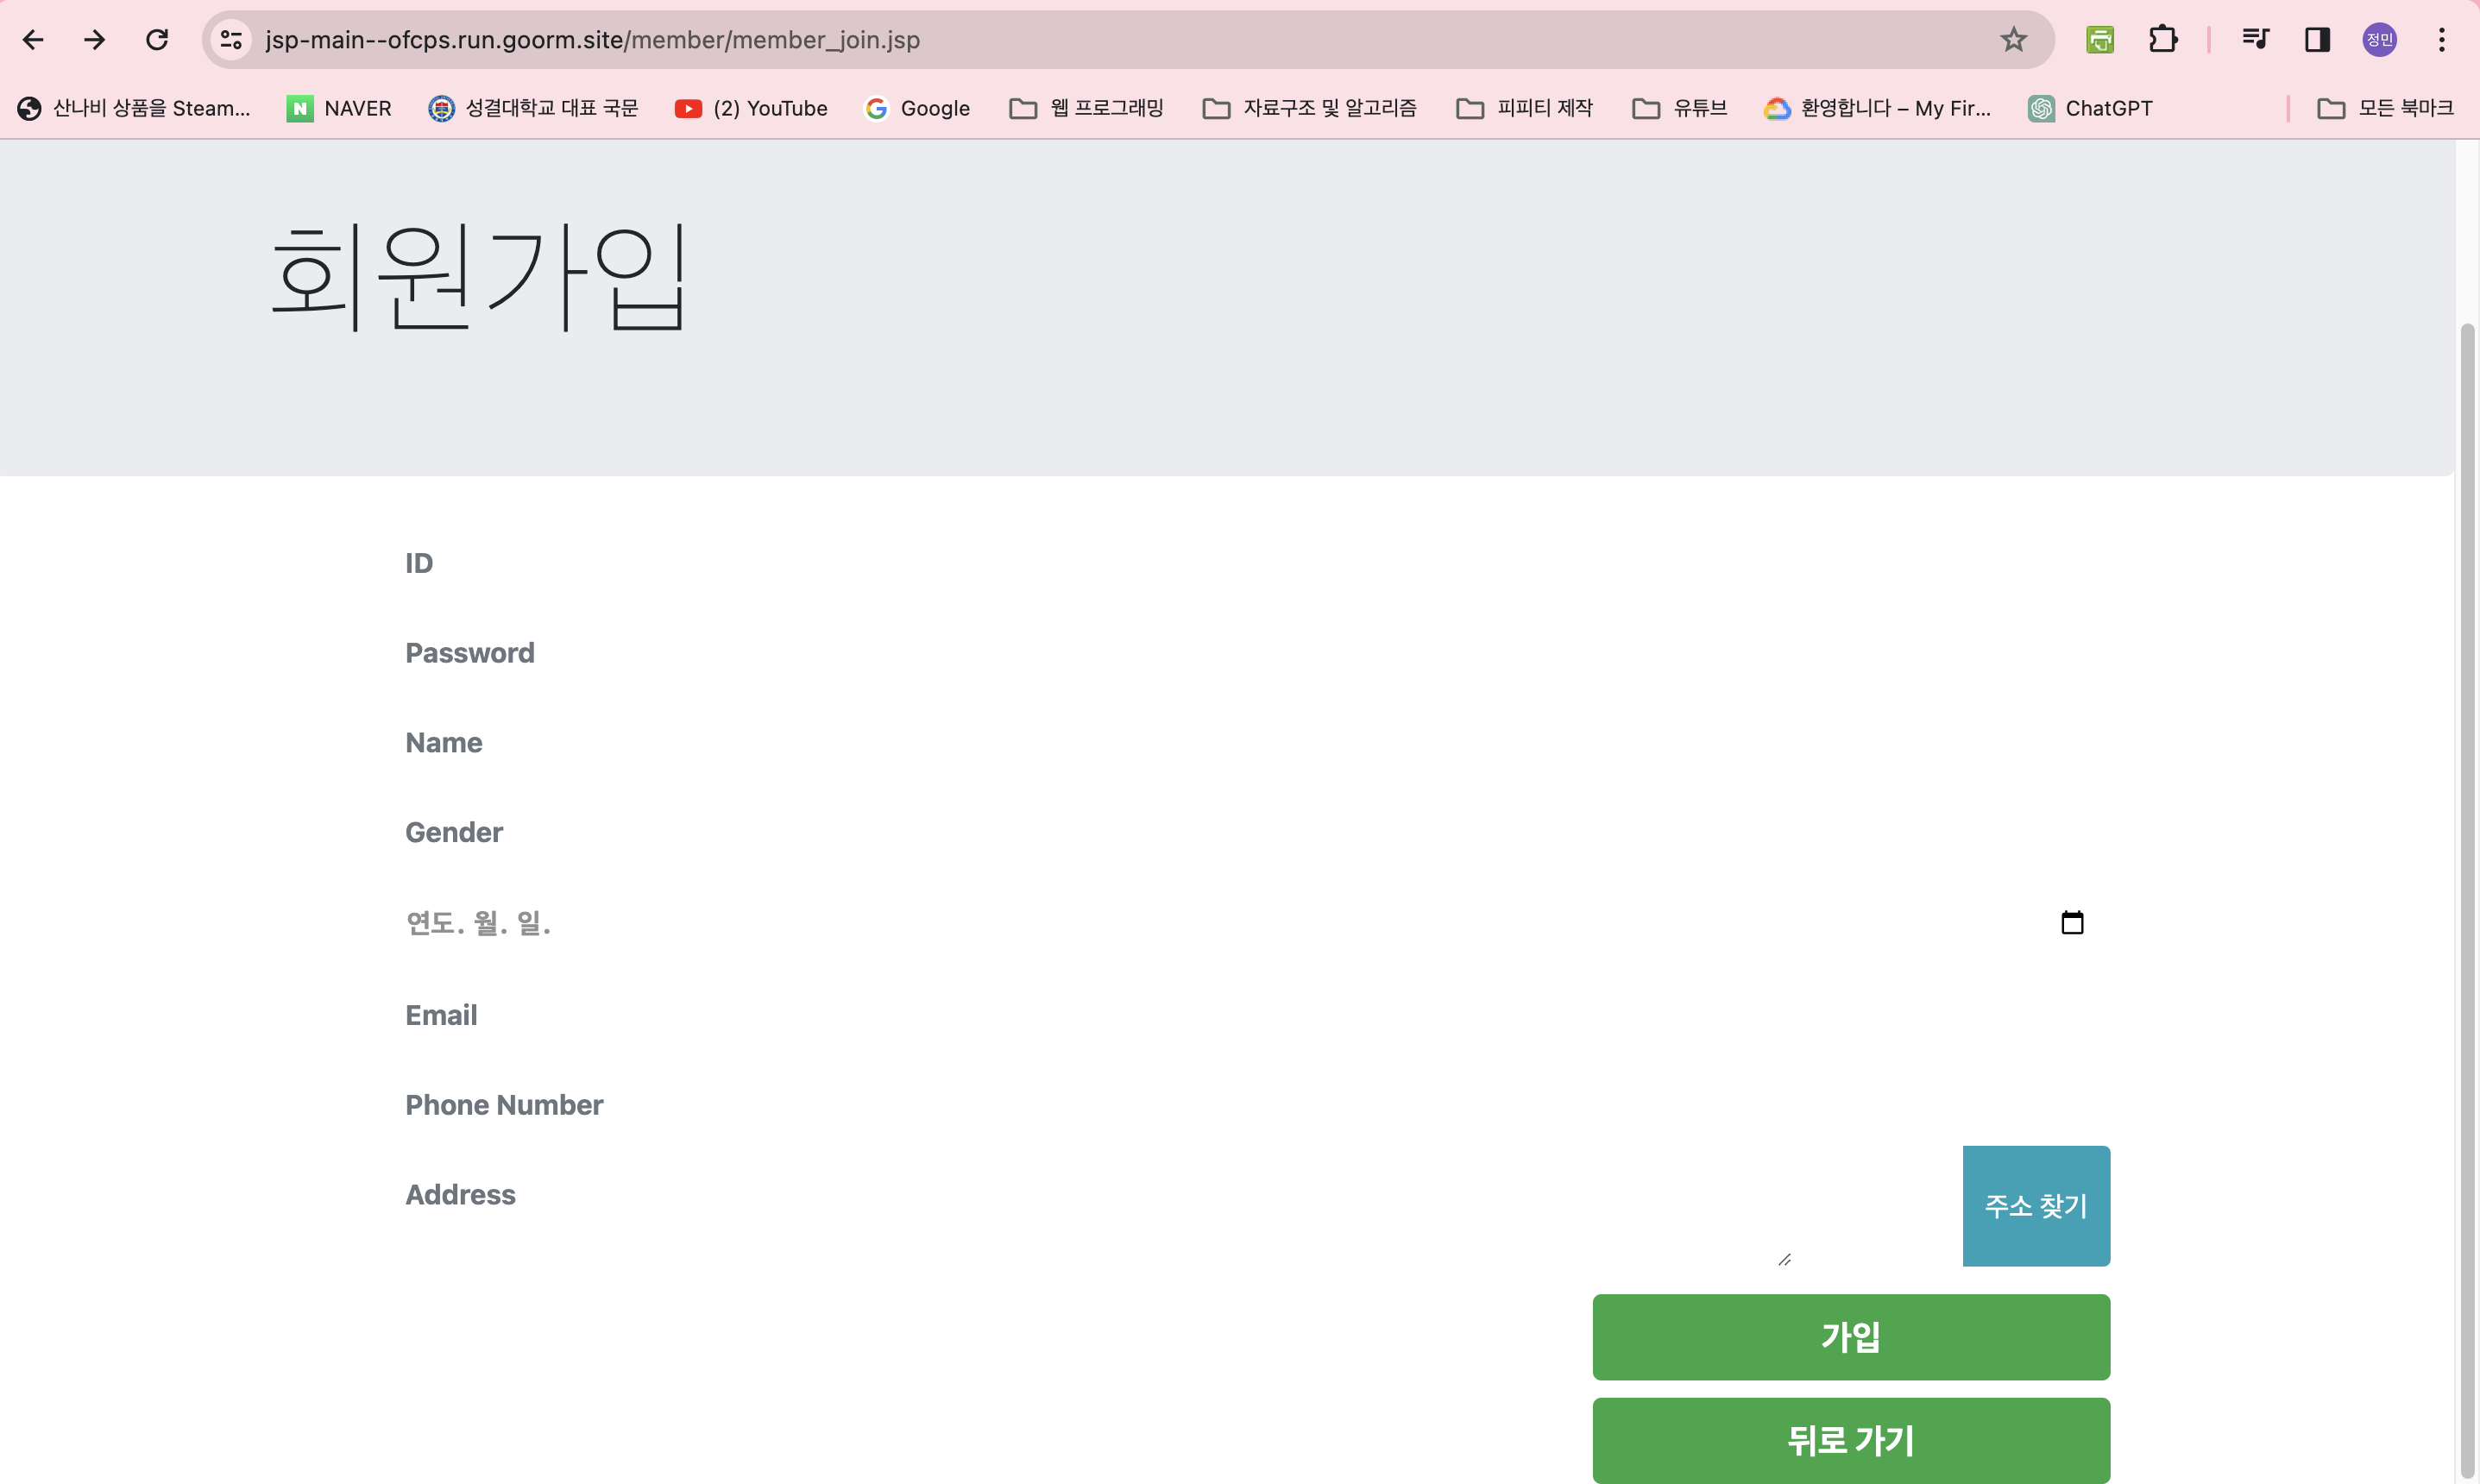 jsp-main--ofcps.run.goorm.site/member/member_join.jsp
정민
산나비 상품을 Steam...
N NAVER
성결대학교 대표 국문
(2) YouTube
Google
웹 프로그래밍
자료구조 및 알고리즘
피피티 제작
유튜브
환영합니다 – My Fir...
ChatGPT
모든 북마크
회원가입
ID
Password
Name
Gender
연도. 월. 일.
Email
Phone Number
Address
주소 찾기
가입
뒤로 가기